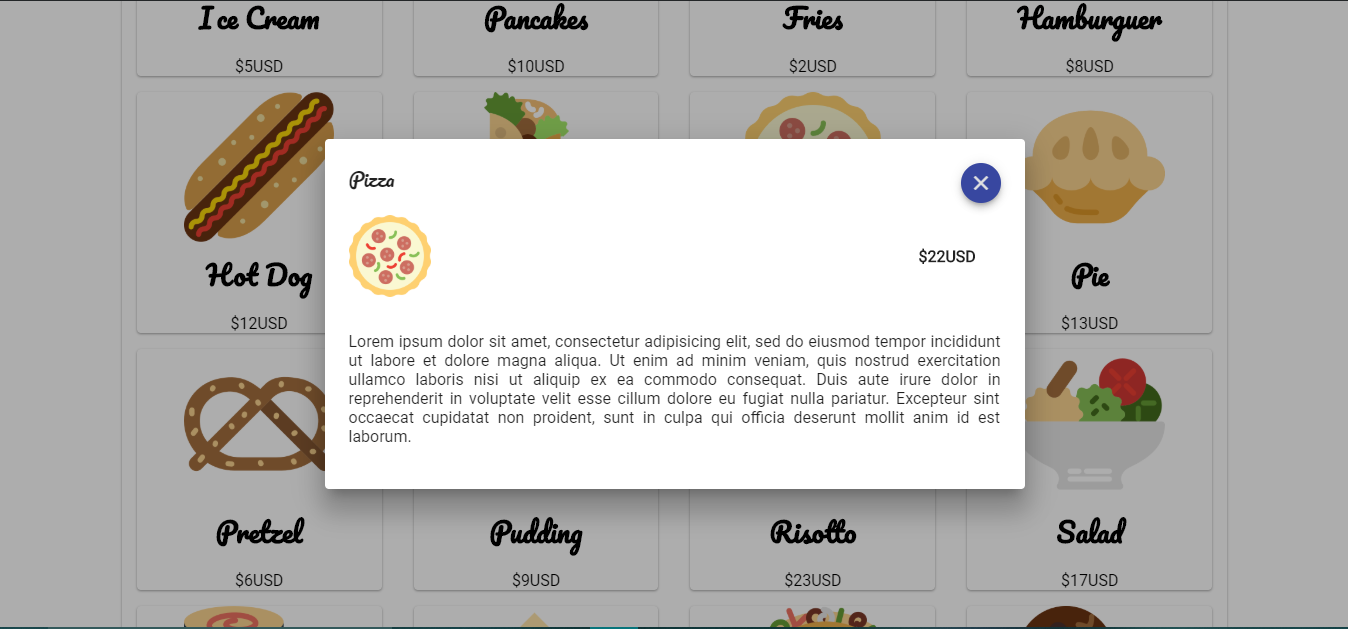 Ice Cream
Pancakes
Fries
Hamburguer
$5USD
$10USD
$2USD
$8USD
Pizza
$22USD
Lorem ipsum dolor sit amet, consectetur adipisicing elit, sed do eiusmod tempor incididunt
ut labore et dolore magna aliqua. Ut enim ad minim veniam, quis nostrud exercitation
ullamco laboris nisi ut aliquip ex ea commodo consequat. Duis aute irure dolor in
reprehenderit in voluptate velit esse cillum dolore eu fugiat nulla pariatur. Excepteur sint
occaecat cupidatat non proident, sunt in culpa qui officia deserunt mollit anim id est
laborum.
Hot Dog
Pie
$12USD
$13USD
Pretzel
Pudding
Risotto
Salad
$6USD
$9USD
$23USD
$17USD